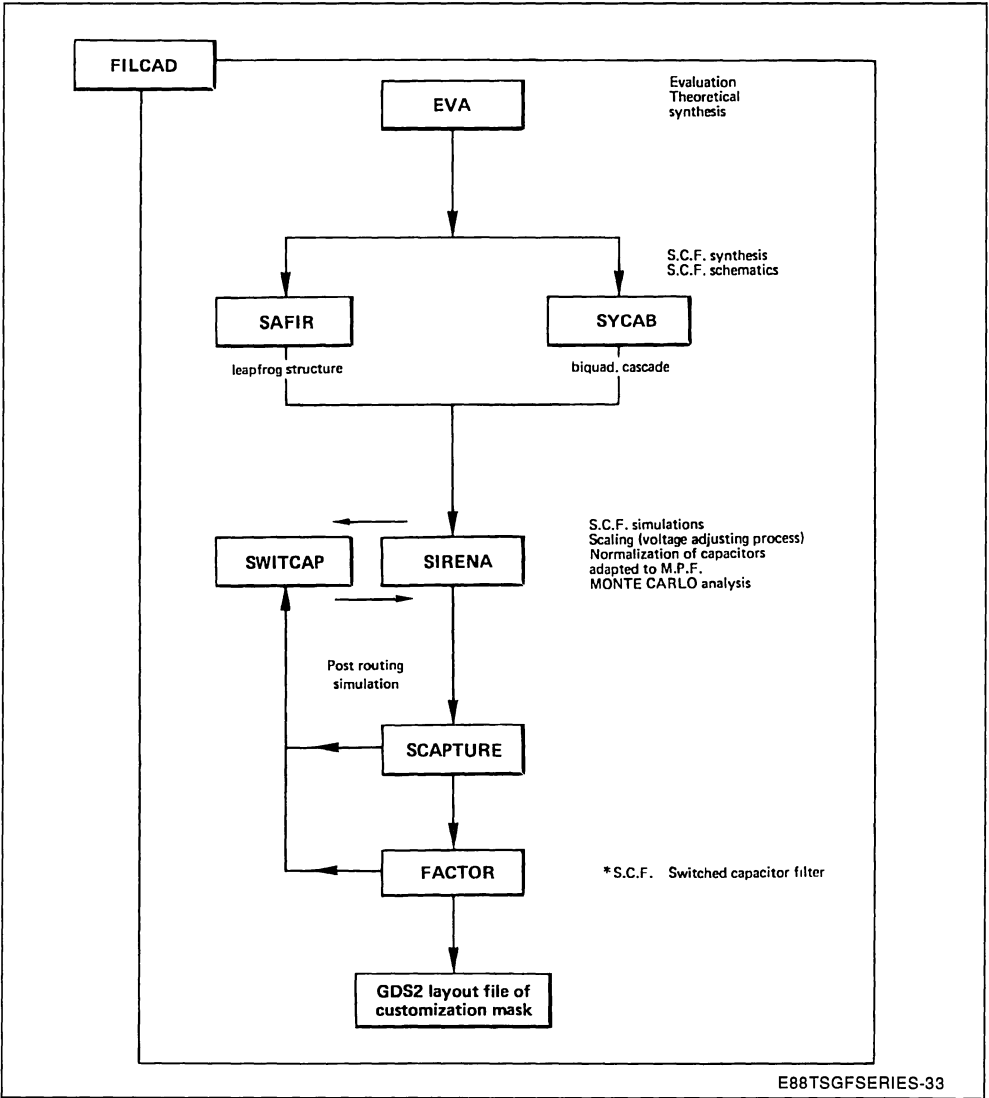 FILCAD
EVA
Evaluation
Theoretical
synthesis
S.C.F. synthesis
S.C.F. schematics
SAFIR
SYCAB
leapfrog structure
biquad. cascade
SWITCAP
SIRENA
S.C.F. simulations
Scaling (voltage adjusting process)
Normalization of capacitors
adapted to M.P.F.
MONTE CARLO analysis
Post routing
simulation
SCAPTURE
FACTOR
*S.C.F. Switched capacitor filter
GDS2 layout file of
customization mask
E88TSGFSERIES-33